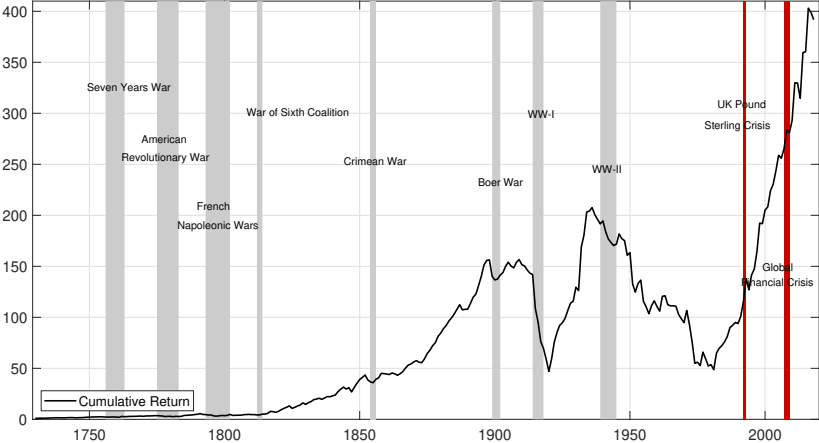 400
350
300
250
200
150
100
50
0
Seven Years War
American
Revolutionary War
French
Napoleonic Wars
War of Sixth Coalition
Crimean War
Boer War
WW-I
WW-II
UK Pound
Sterling Crisis
Global
Financial Crisis
Cumulative Return
1750
1800
1850
1900
1950
2000